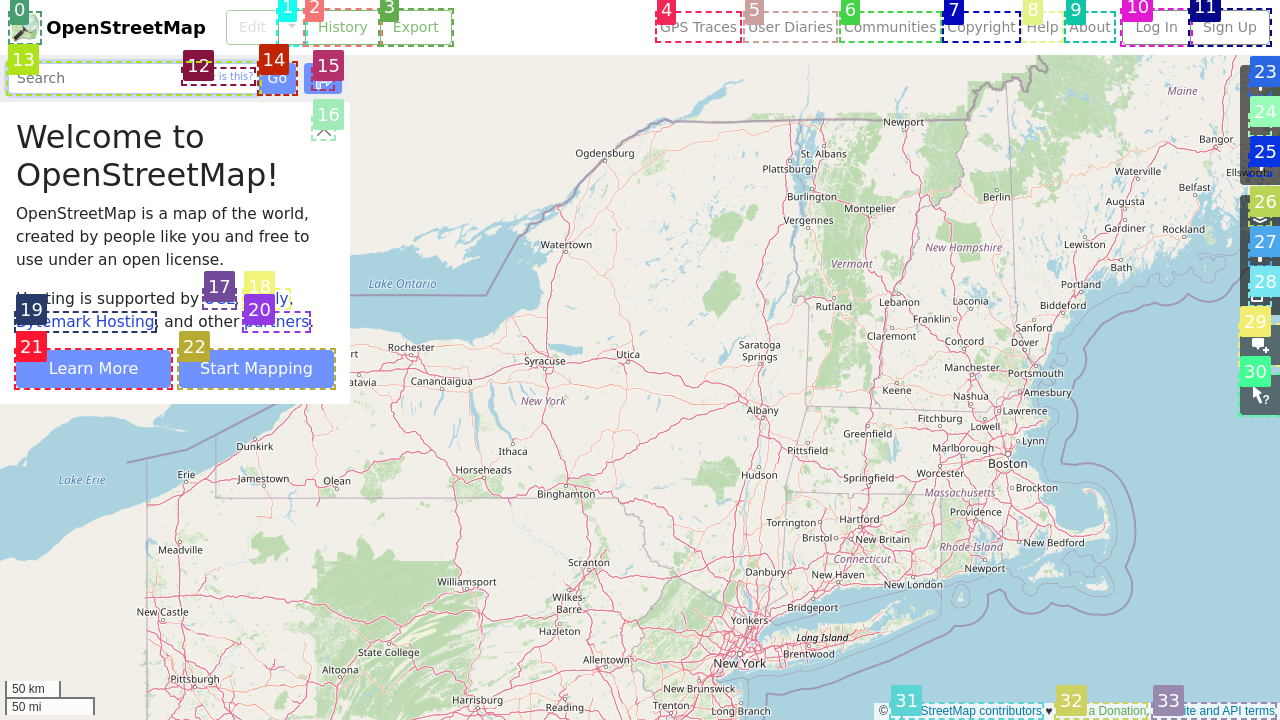 0
OpenStreetMap
Edit
1
2
History
3
Export
4
GPS Traces
5
User Diaries
6
Communities
7
Copyright
8
Help
9
About
10
Log In
11
Sign Up
13
Search
12
is this?
14
Go
15
16
Welcome to
OpenStreetMap!
OpenStreetMap is a map of the world,
created by people like you and free to
use under an open license.
17
18
Hosting is supported by
19
20
Bytemark Hosting, and other partners.
21
Learn More
22
Start Mapping
23
24
25
26
27
28
29
30
Maine
Newport
Bangor
Ogdensburg
St. Albans
Plattsburg
Waterville
Ellsworth
Belfast
Burlington
Berlin
Augusta
Montpelier
Vergennes
Gardiner
Rockland
Watertown
New Hampshire
Lewiston
Vermont
Bath
Lake Ontario
Portland
Lebanon
Laconia
Biddeford
Rutland
Franklin
Sanford
Claremont
Concord
Dover
Rochester
Utica
Saratoga
Springs
Syracuse
Manchester
Portsmouth
Batavia
Canandaigua
Keene
Nashua
Amesbury
New York
Albany
Fitchburg
Lawrence
Lowell
Greenfield
Lynn
Dunkirk
Ithaca
Pittsfield
Marlborough
Boston
Erie
Jamestown
Olean
Horseheads
Hudson
Springfield
Worcester
Lake Erie
Binghamton
Massachusetts
Brockton
Torrington
Hartford
Providence
Meadville
Bristol
New Britain
Rhode Island
New Bedford
Scranton
Danbury
Connecticut
New Haven
Newport
Williamsport
New London
Wilkes-
Barre
Bridgeport
New Castle
Yonkers
Hazleton
Long Island
State College
Brentwood
Allentown
New York
Altoona
Pittsburgh
New Brunswick
Harrisburg
Reading
Trenton
Long Branch
50 km
50 mi
31
32
33
© OpenStreetMap contributors ♥ Make a Donation. Website and API terms